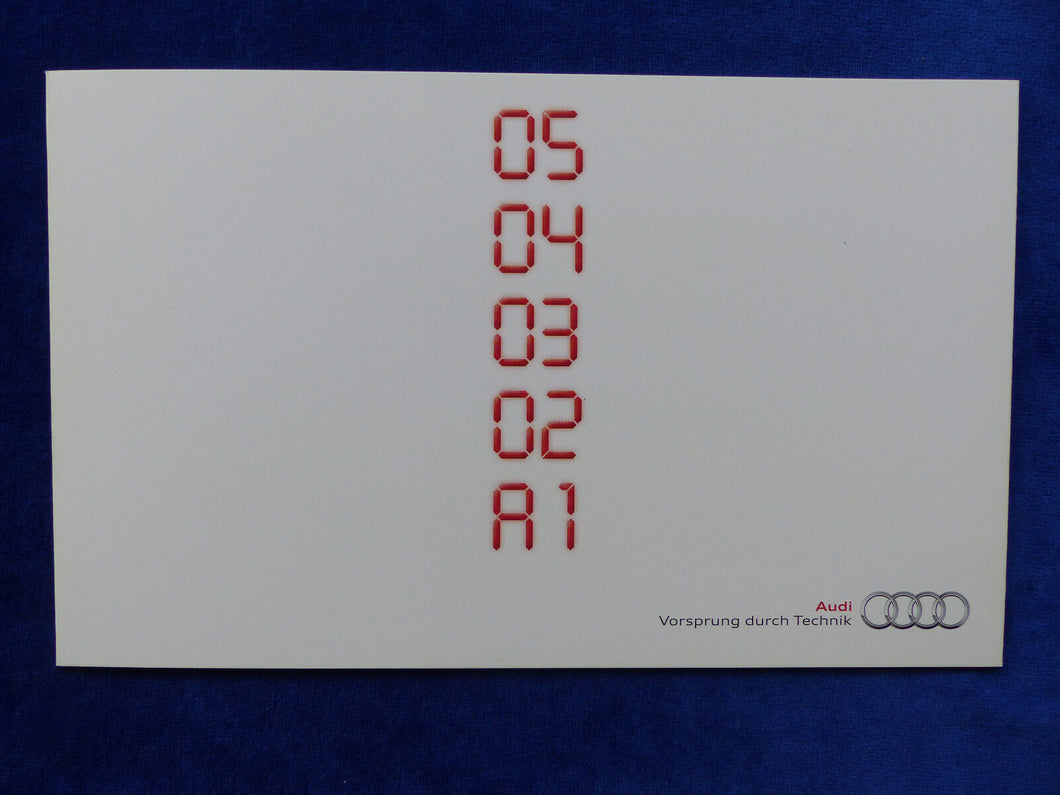 05
04
03
02
A1
Audi
Vorsprung durch Technik